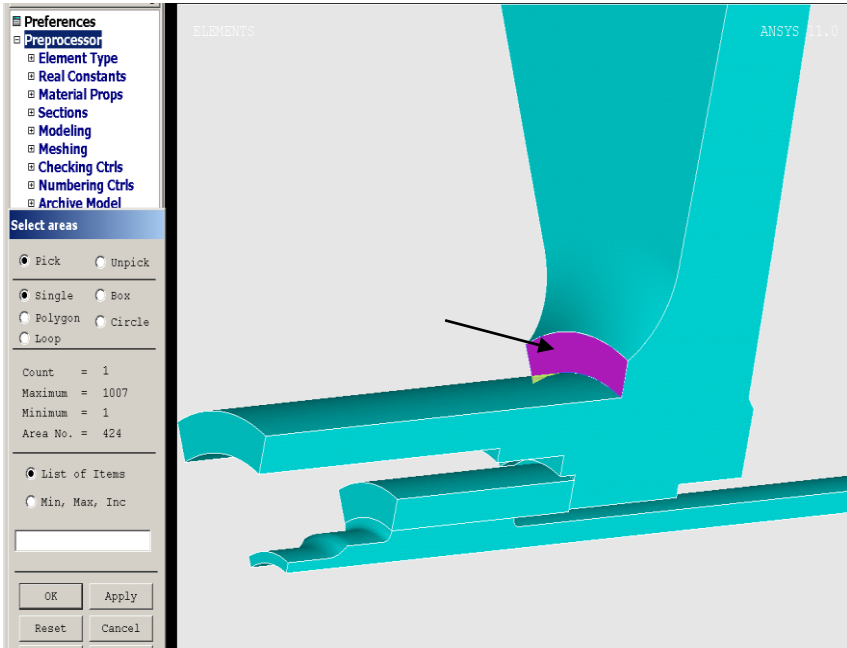 Preferences
Preprocessor
Element Type
Real Constants
Material Props
Sections
Modeling
Meshing
Checking Ctrls
Numbering Ctrls
Archive Model
Select areas
Pick Unpick
Single Box
Polygon Circle
Loop
Count = 1
Maximum = 1007
Minimum = 1
Area No. = 424
List of Items
Min, Max, Inc
OK Apply
Reset Cancel
ELEMENTS
ANSYS 11.0